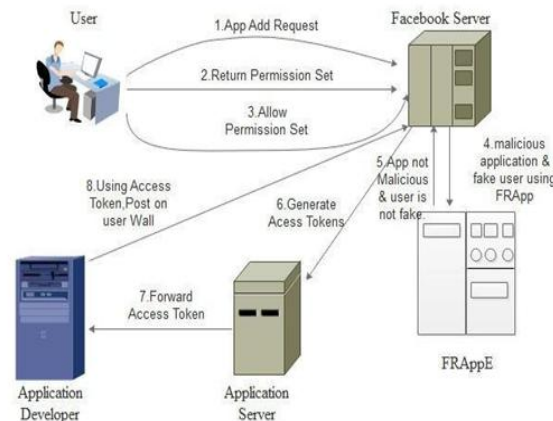 User
Facebook Server
1.App Add Request
2.Return Permission Set
3.Allow
Permission Set
4.malicious
application &
fake user using
FRApp
5.App not
Malicious
& user is
not fake.
6.Generate
Acess Tokens
7.Forward
Access Token
8.Using Access
Token,Post on
user Wall
FRAppE
Application
Developer
Application
Server